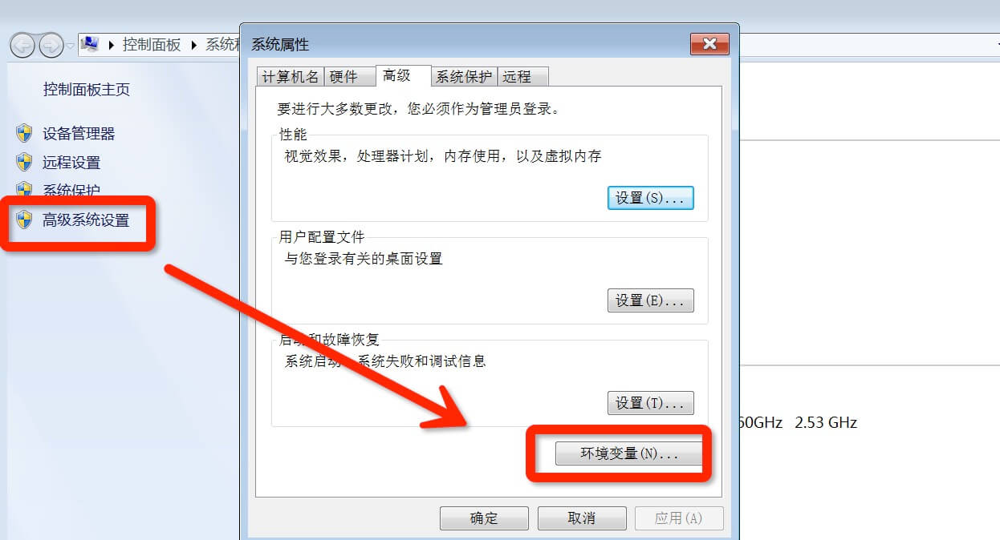 控制面板 系统
系统属性
控制面板主页
设备管理器
远程设置
系统保护
高级系统设置
计算机名 硬件 高级 系统保护 远程
要进行大多数更改，您必须作为管理员登录。
性能
视觉效果，处理器计划，内存使用，以及虚拟内存
设置(S)...
用户配置文件
与您登录有关的桌面设置
设置(E)...
启动和故障恢复
系统启动 系统失败和调试信息
设置(T)...
60GHz 2.53 GHz
环境变量(N)...
确定 取消 应用(A)